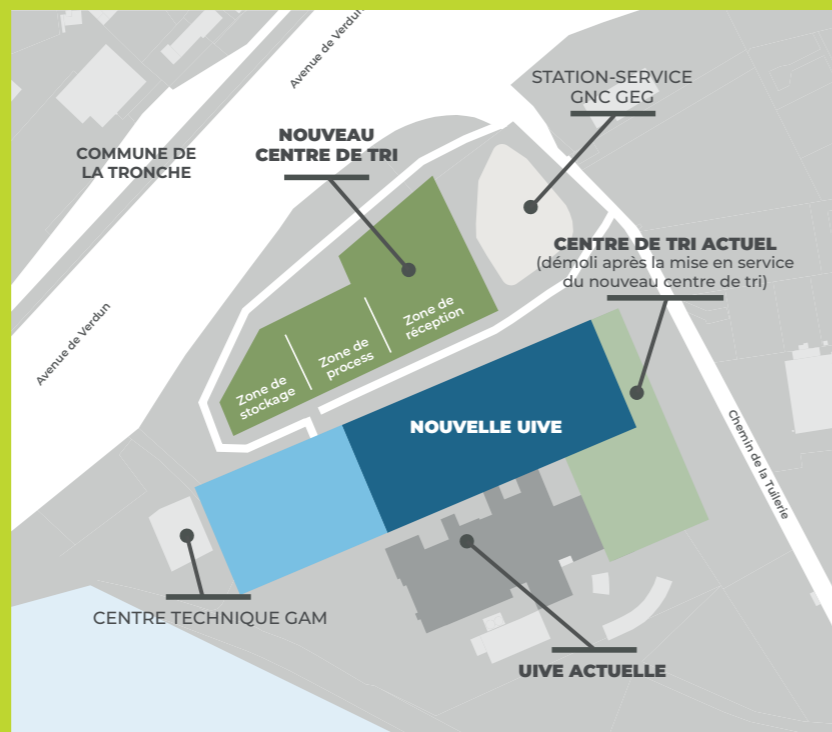 Avenue de Verdun
STATION-SERVICE
GNC GEG
NOUVEAU
CENTRE DE TRI
COMMUNE DE
LA TRONCHE
CENTRE DE TRI ACTUEL
(démoli après la mise en service
du nouveau centre de tri)
Avenue de Verdun
Zone de
réception
Zone de
process
Zone de
stockage
NOUVELLE UIVE
Chemin de la Tuilerie
CENTRE TECHNIQUE GAM
UIVE ACTUELLE